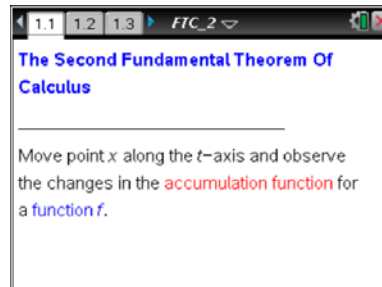 1.1 1.2 1.3 FTC_2
The Second Fundamental Theorem Of
Calculus
Move point x along the t-axis and observe
the changes in the accumulation function for
a function f.